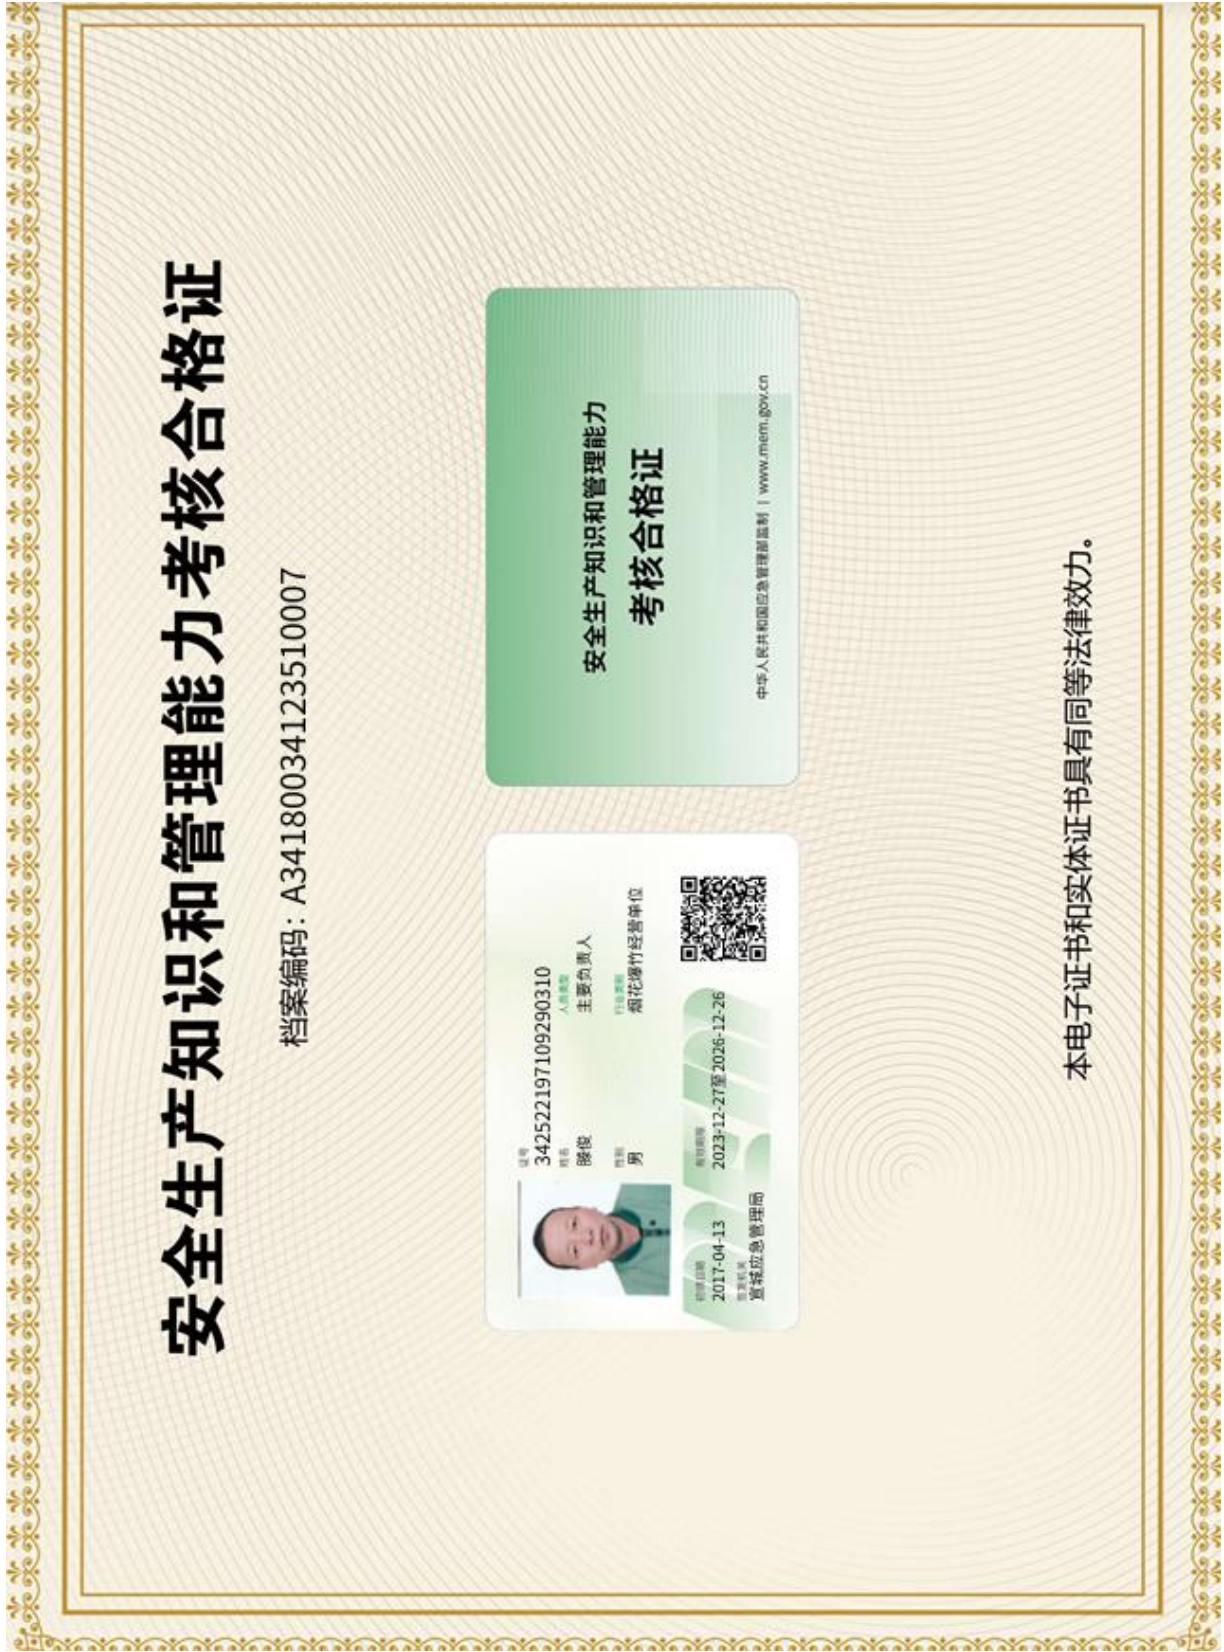 安全生产知识和管理能力考核合格证
档案编码：A34180034123510007
证号
342522197109290310
姓名
滕俊
人员类型
主要负责人
性别
男
行业类别
烟花爆竹经营单位
初领日期
2017-04-13
有效期限
2023-12-27至2026-12-26
签发机关
宣城应急管理局
安全生产知识和管理能力
考核合格证
中华人民共和国应急管理部监制 | www.mem.gov.cn
本电子证书和实体证书具有同等法律效力。